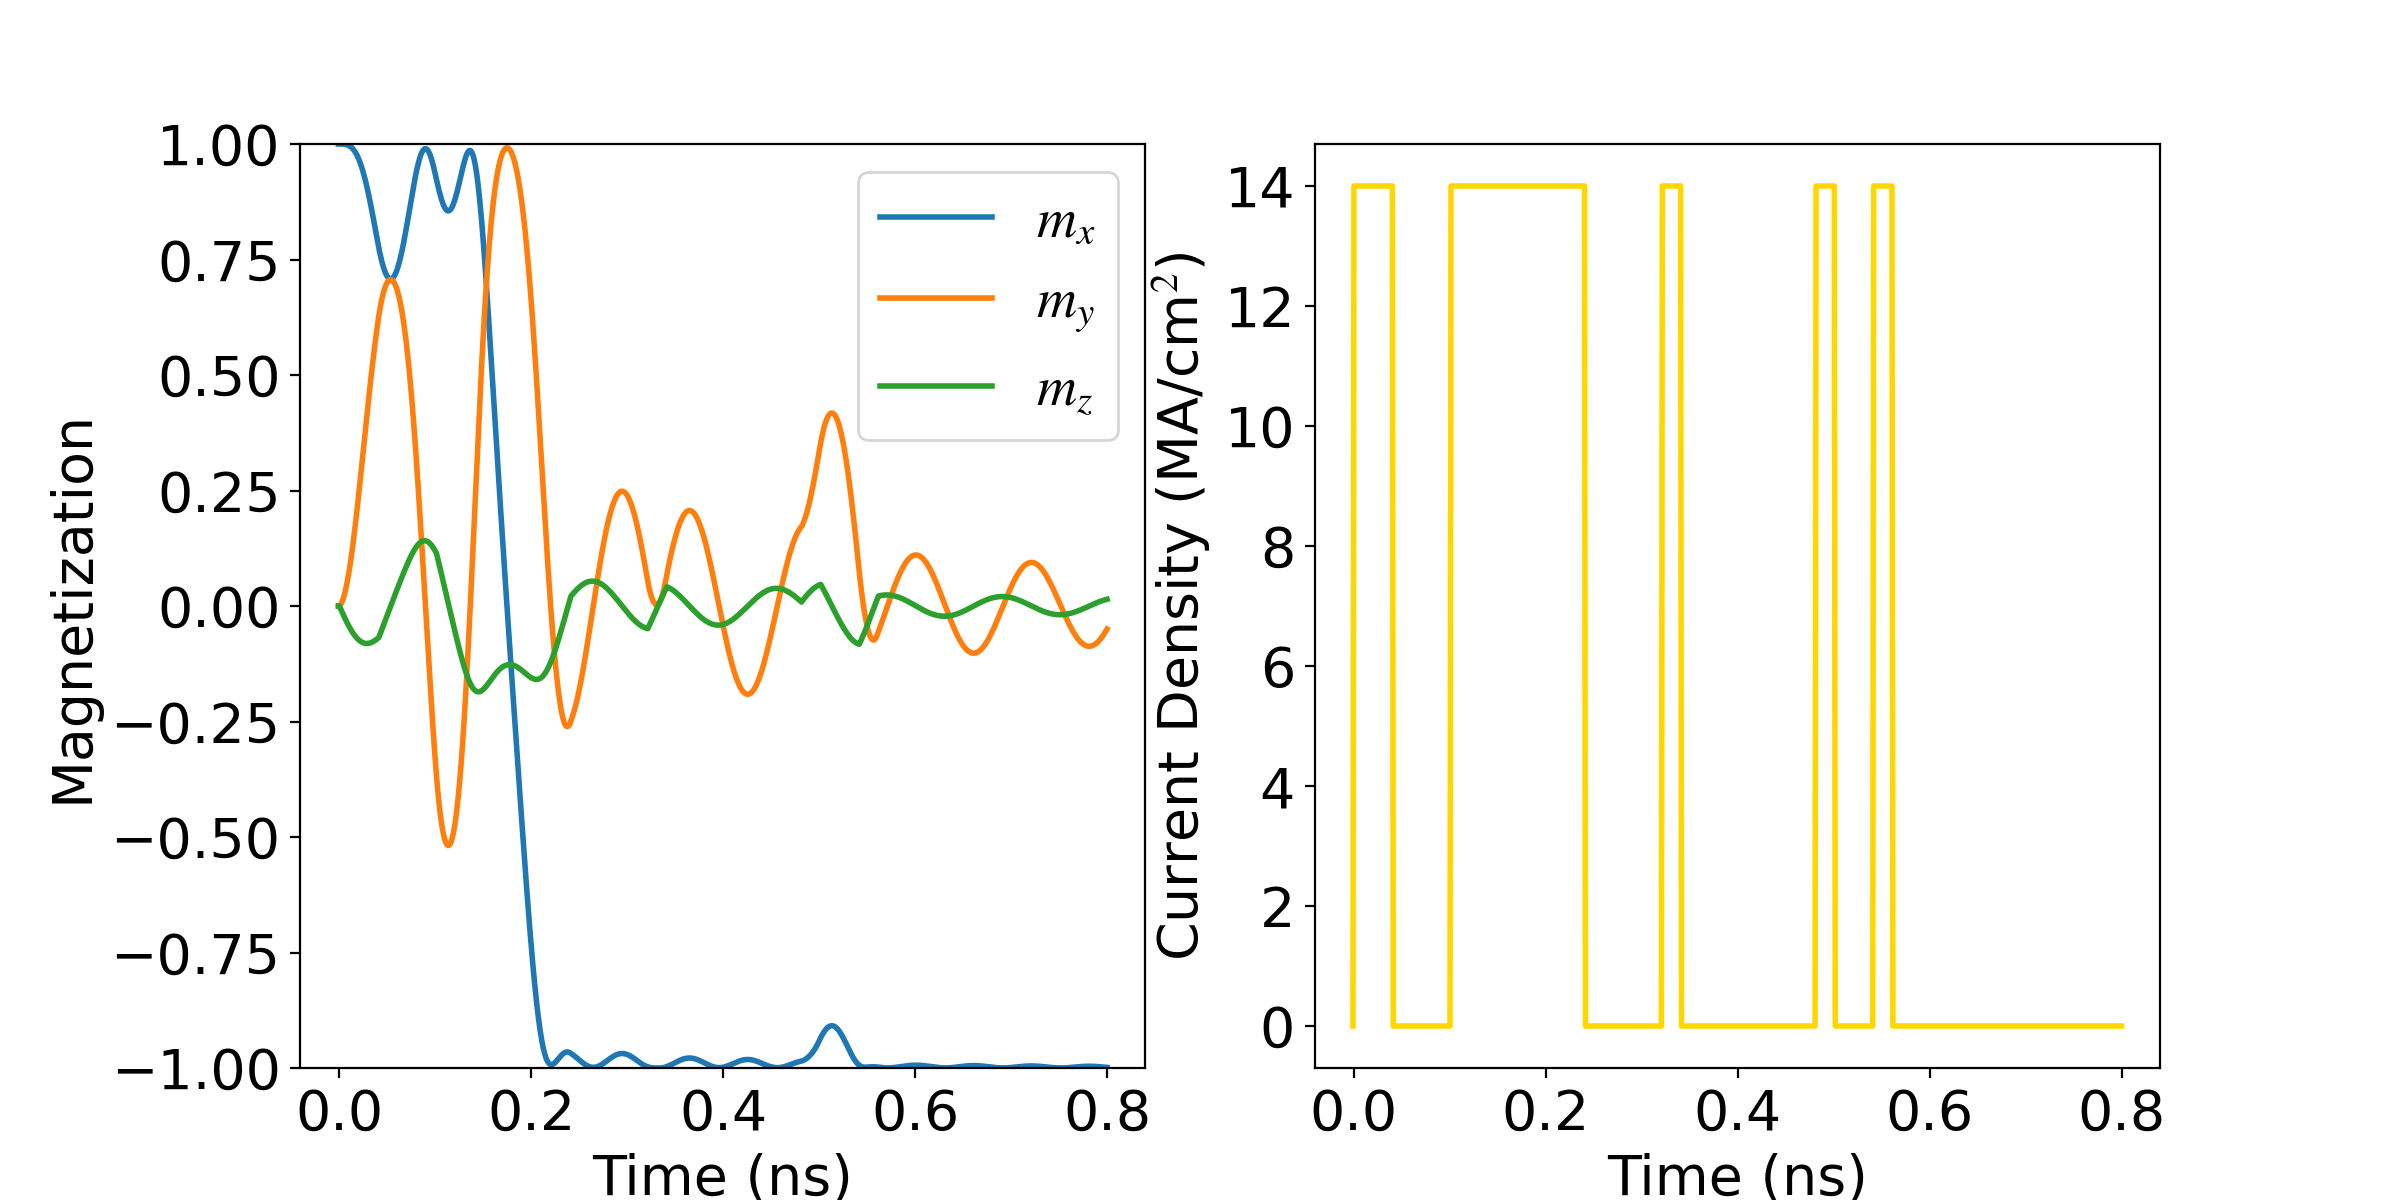 Magnetization
1.00
0.75
0.50
0.25
0.00
−0.25
−0.50
−0.75
−1.00
0.0 0.2 0.4 0.6 0.8
Time (ns)
m_x
m_y
m_z
Current Density (MA/cm²)
14
12
10
8
6
4
2
0
0.0 0.2 0.4 0.6 0.8
Time (ns)